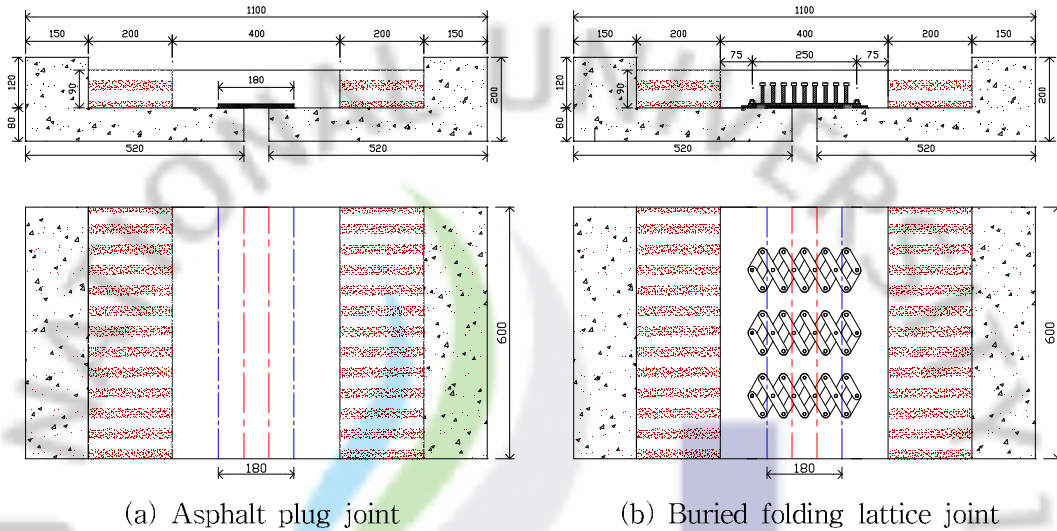 1100
150 200 400 200 150
180
120 90 80 200
520 520
600
180
(a) Asphalt plug joint
1100
150 200 400 200 150
75 250 75
120 90 80 200
520 520
600
180
(b) Buried folding lattice joint
NATIONAL UNIVERSITY